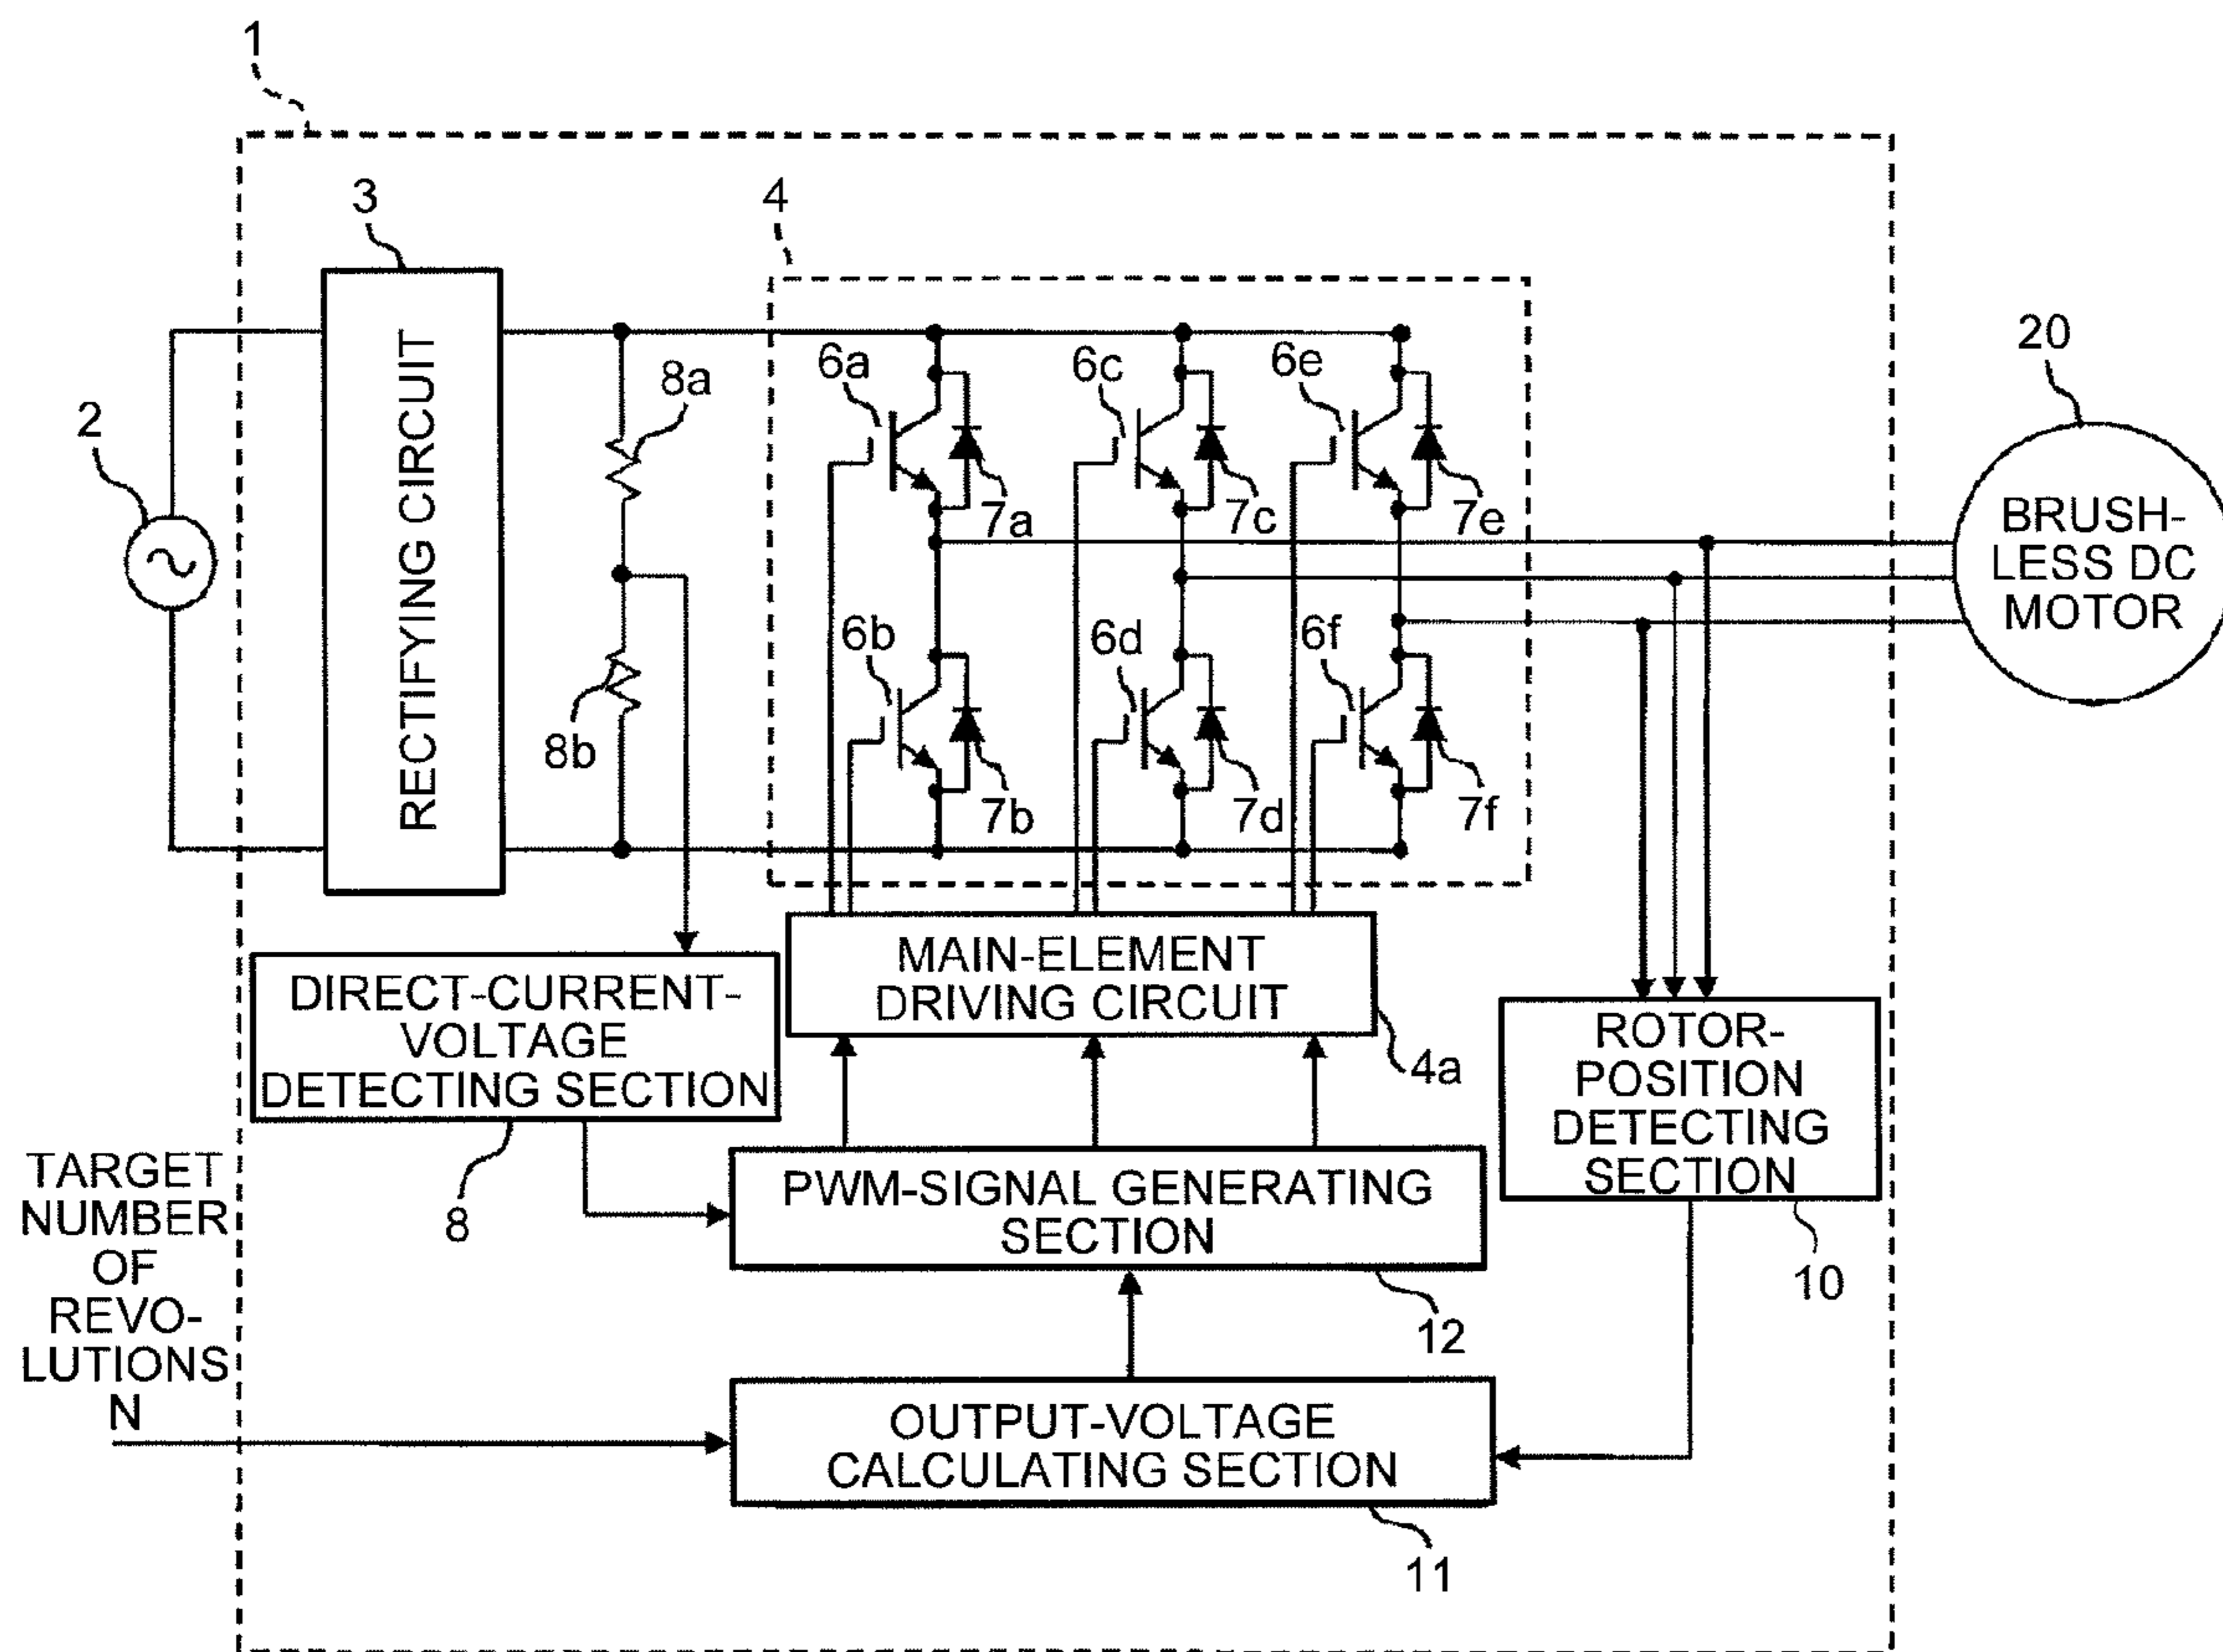 1
3
4
20
2
RECTIFYING CIRCUIT
8a
8b
6a
6c
6e
7a
7c
7e
6b
6d
6f
7b
7d
7f
BRUSH-
LESS DC
MOTOR
MAIN-ELEMENT
DRIVING CIRCUIT
4a
DIRECT-CURRENT-
VOLTAGE
DETECTING SECTION
8
ROTOR-
POSITION
DETECTING
SECTION
10
PWM-SIGNAL GENERATING
SECTION
12
TARGET
NUMBER
OF
REVO-
LUTIONS
N
OUTPUT-VOLTAGE
CALCULATING SECTION
11